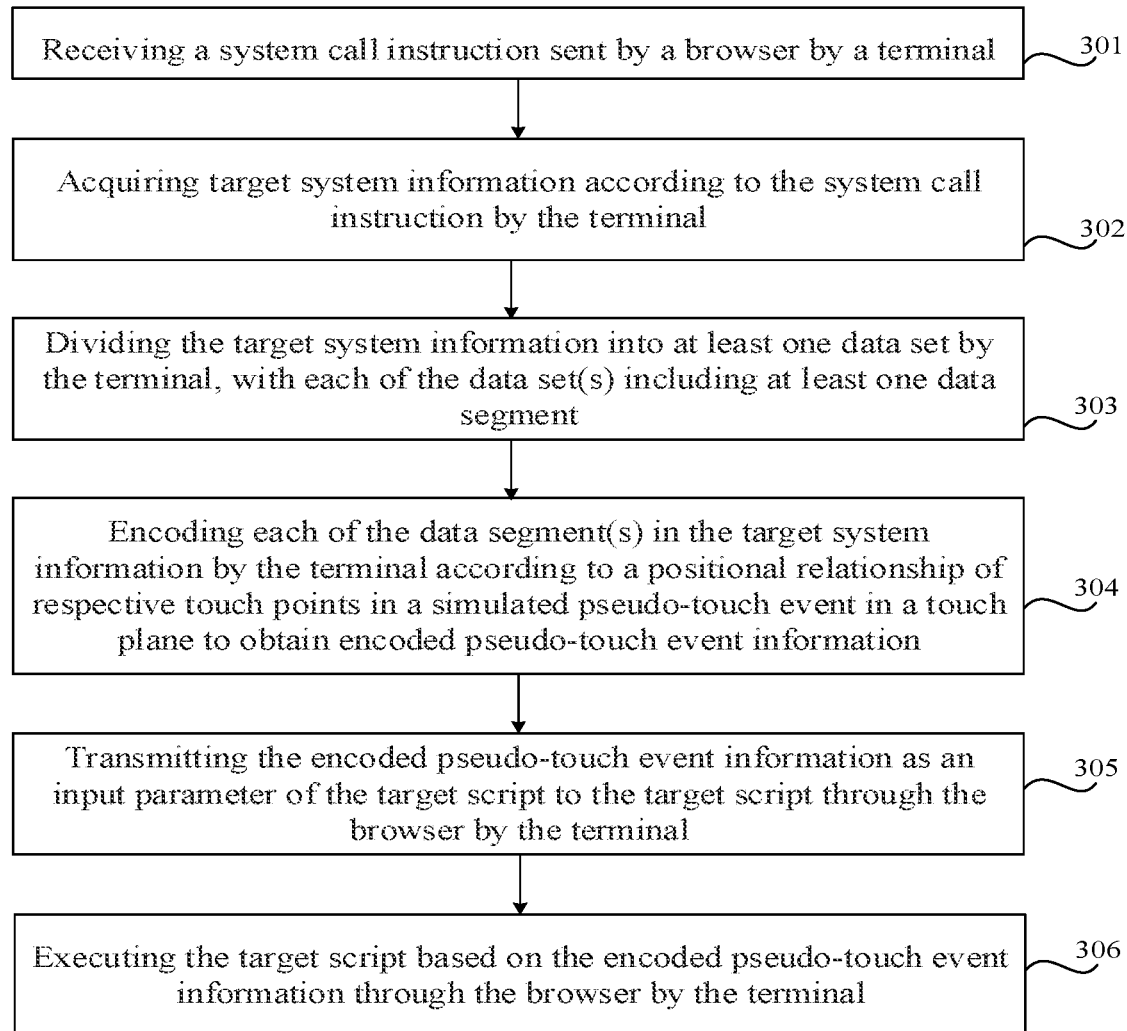 Receiving a system call instruction sent by a browser by a terminal
301
Acquiring target system information according to the system call
instruction by the terminal
302
Dividing the target system information into at least one data set by
the terminal, with each of the data set(s) including at least one data
segment
303
Encoding each of the data segment(s) in the target system
information by the terminal according to a positional relationship of
respective touch points in a simulated pseudo-touch event in a touch
plane to obtain encoded pseudo-touch event information
304
Transmitting the encoded pseudo-touch event information as an
input parameter of the target script to the target script through the
browser by the terminal
305
Executing the target script based on the encoded pseudo-touch event
information through the browser by the terminal
306